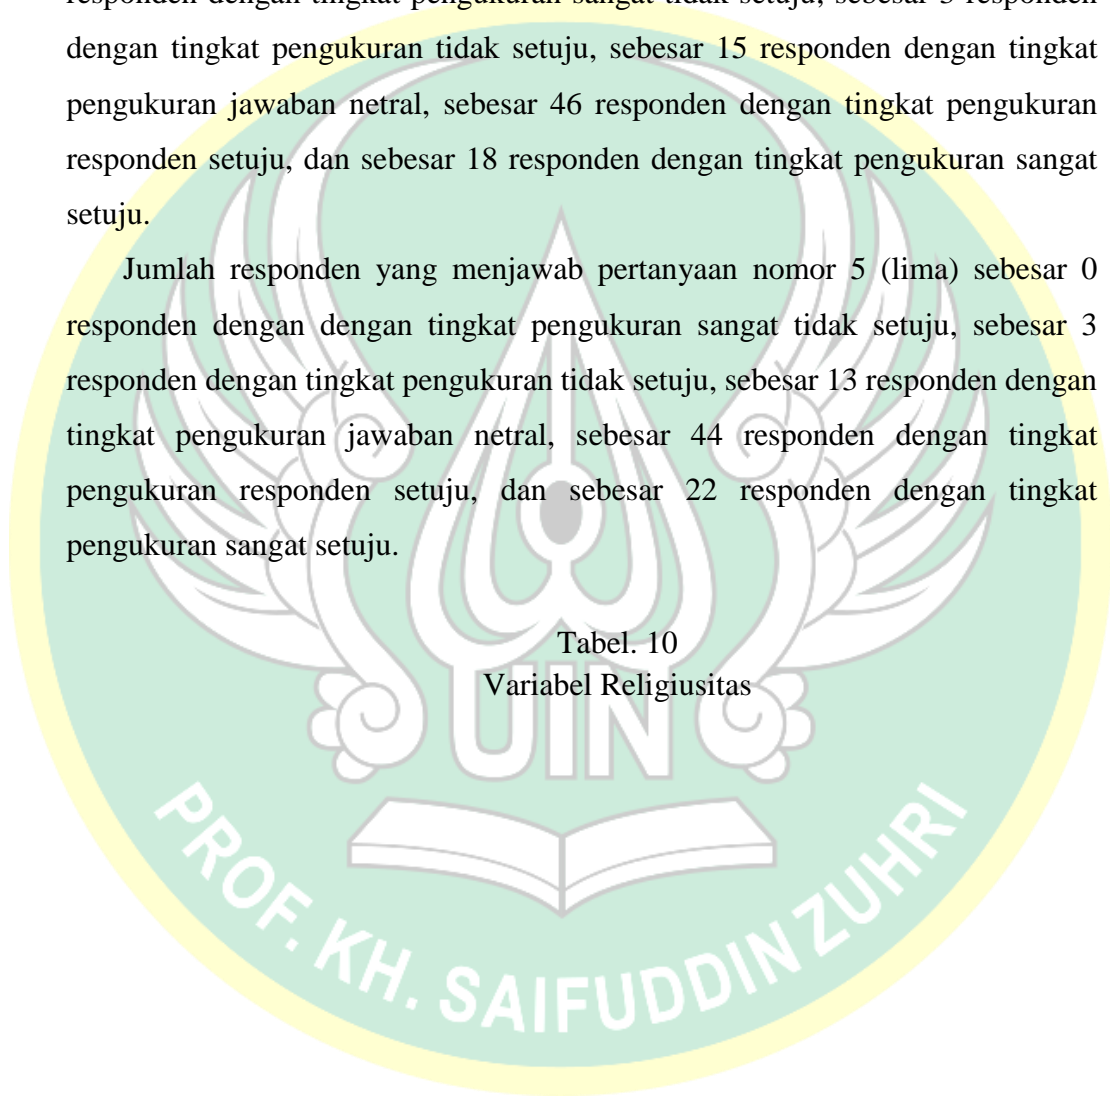 responden dengan tingkat pengukuran sangat tidak setuju, sebesar 3 responden
dengan tingkat pengukuran tidak setuju, sebesar 15 responden dengan tingkat
pengukuran jawaban netral, sebesar 46 responden dengan tingkat pengukuran
responden setuju, dan sebesar 18 responden dengan tingkat pengukuran sangat
setuju.
Jumlah responden yang menjawab pertanyaan nomor 5 (lima) sebesar 0
responden dengan dengan tingkat pengukuran sangat tidak setuju, sebesar 3
responden dengan tingkat pengukuran tidak setuju, sebesar 13 responden dengan
tingkat pengukuran jawaban netral, sebesar 44 responden dengan tingkat
pengukuran responden setuju, dan sebesar 22 responden dengan tingkat
pengukuran sangat setuju.
Tabel. 10
Variabel Religiusitas
UIN
PROF. KH. SAIFUDDIN ZUHRI